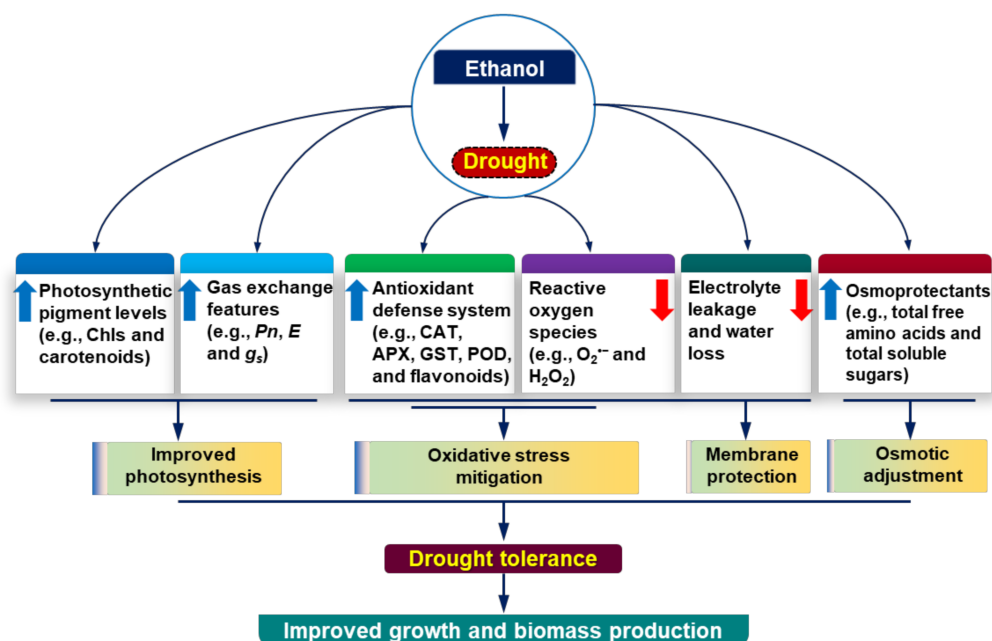 Ethanol
Drought
Photosynthetic
pigment levels
(e.g., Chls and
carotenoids)
Gas exchange
features
(e.g., Pn, E
and gₛ)
Antioxidant
defense system
(e.g., CAT,
APX, GST, POD,
and flavonoids)
Reactive
oxygen
species
(e.g., O₂•− and
H₂O₂)
Electrolyte
leakage
and water
loss
Osmoprotectants
(e.g., total free
amino acids and
total soluble
sugars)
Improved
photosynthesis
Oxidative stress
mitigation
Membrane
protection
Osmotic
adjustment
Drought tolerance
Improved growth and biomass production